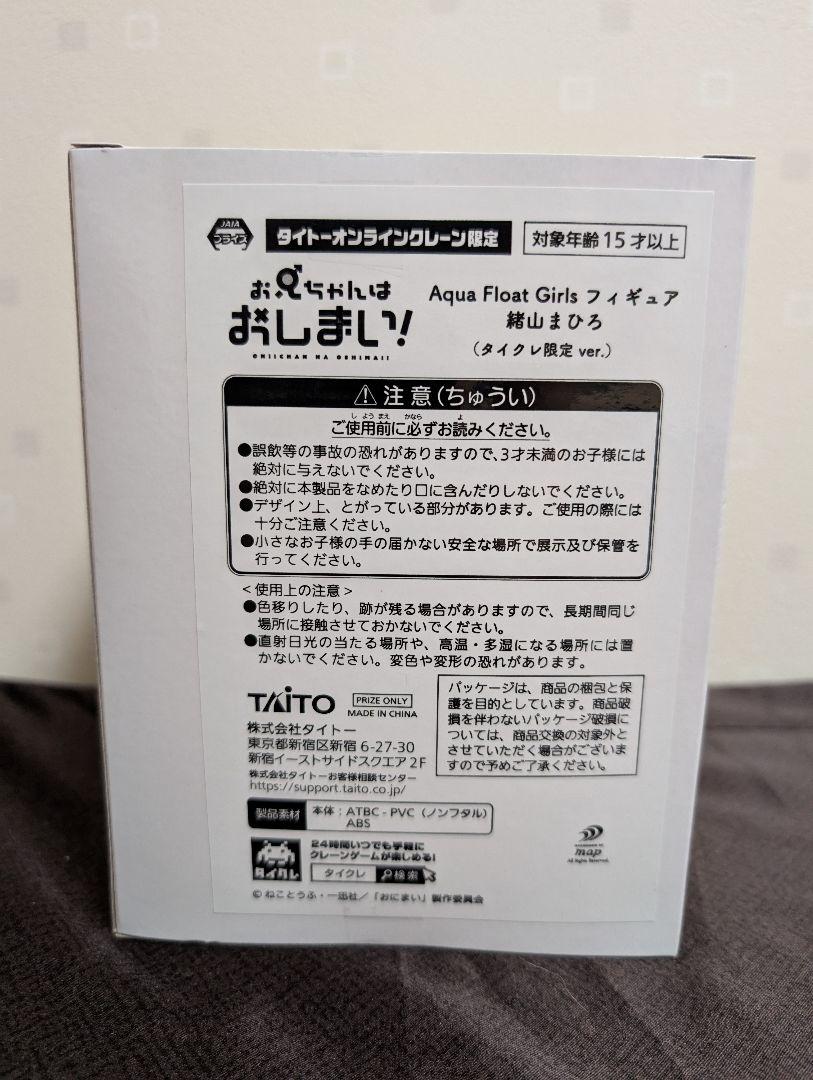 JAIA
プライズ
タイトーオンラインクレーン限定
対象年齢15才以上
お兄ちゃんは
おしまい!
ONIICHAN HA OSHIMAI!
Aqua Float Girls フィギュア
緒山まひろ
(タイクレ限定 ver.)
⚠注意(ちゅうい)
しようまえ かなら よ
ご使用前に必ずお読みください。
●誤飲等の事故の恐れがありますので、3才未満のお子様には
絶対に与えないでください。
●絶対に本製品をなめたり口に含んだりしないでください。
●デザイン上、とがっている部分があります。ご使用の際には
十分ご注意ください。
●小さなお子様の手の届かない安全な場所で展示及び保管を
行ってください。
<使用上の注意>
●色移りしたり、跡が残る場合がありますので、長期間同じ
場所に接触させておかないでください。
●直射日光の当たる場所や、高温・多湿になる場所には置
かないでください。変色や変形の恐れがあります。
TAITO
PRIZE ONLY
MADE IN CHINA
株式会社タイトー
東京都新宿区新宿 6-27-30
新宿イーストサイドスクエア 2F
株式会社タイトーお客様相談センター
https://support.taito.co.jp/
パッケージは、商品の梱包と保
護を目的としています。商品破
損を伴わないパッケージ破損に
ついては、商品交換の対象外と
させていただく場合がございま
すので予めご了承ください。
製品素材
本体:ATBC-PVC(ノンフタル)
ABS
タイクレ
24時間いつでも手軽に
クレーンゲームが楽しめる!
タイクレ
検索
map
All Rights Reserved.
©ねことうふ・一迅社/「おにまい」製作委員会